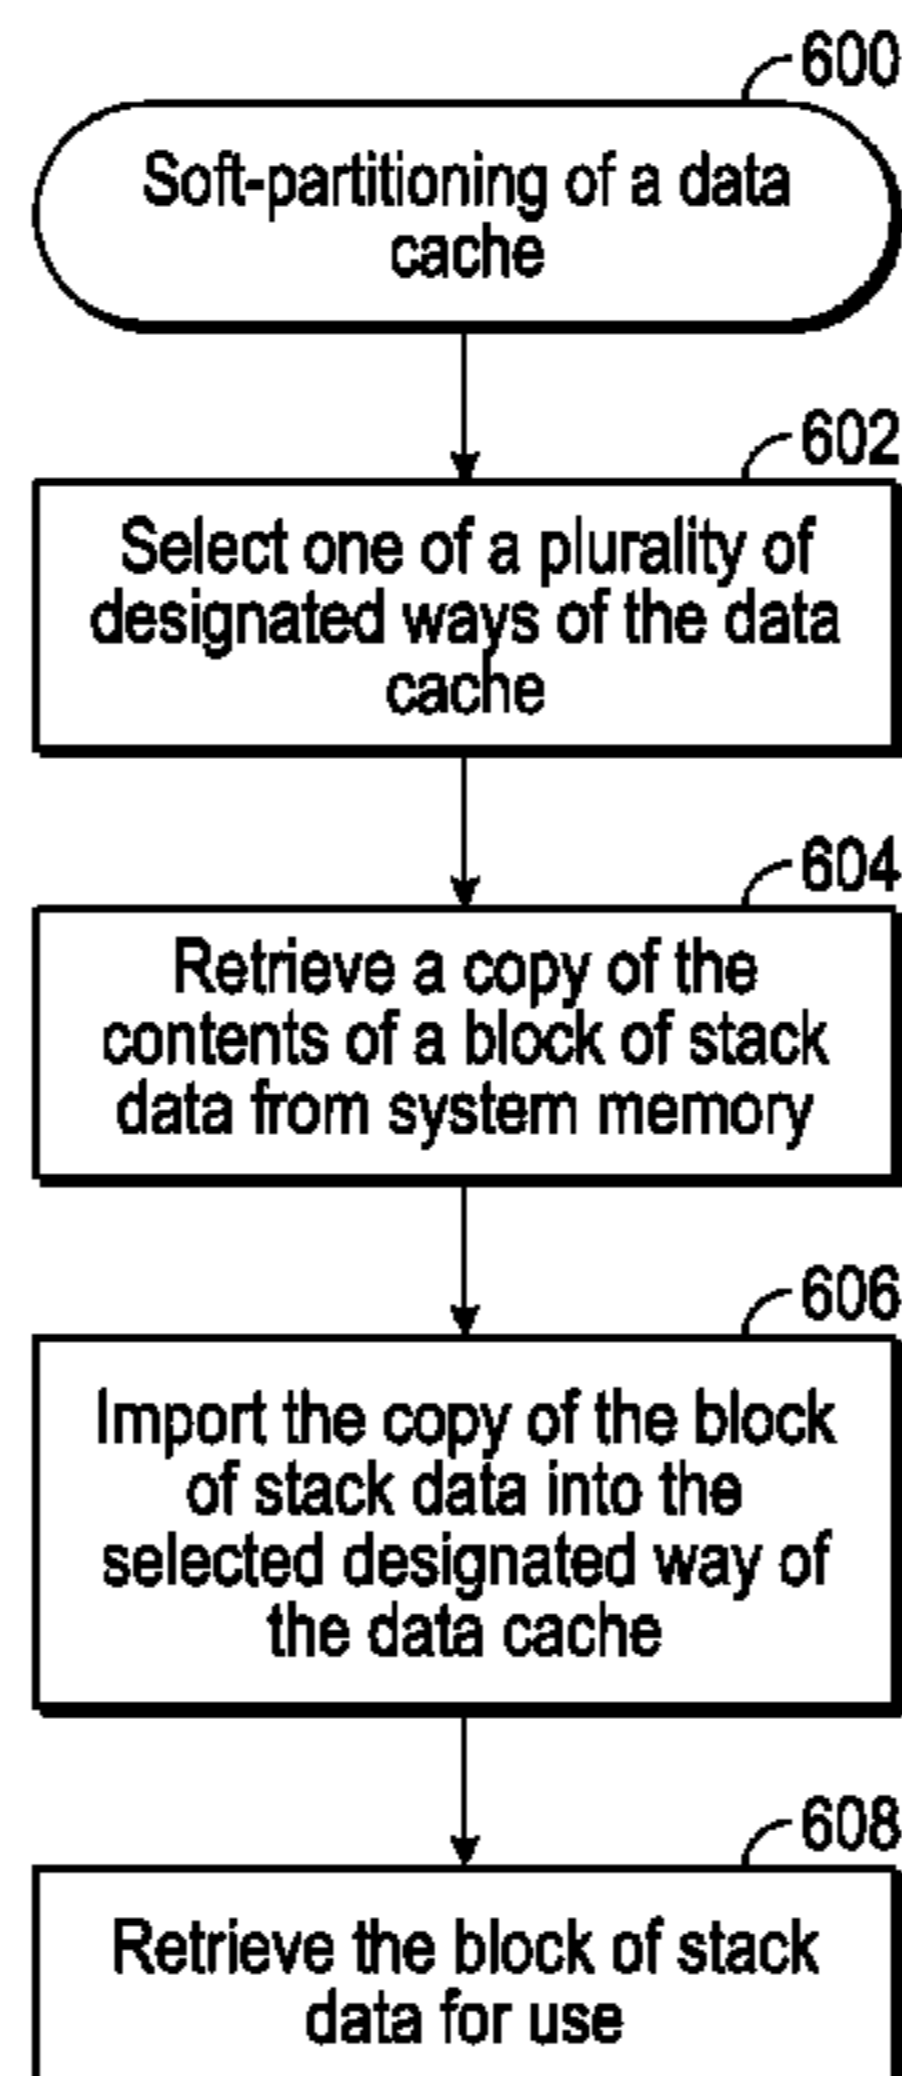 600
Soft-partitioning of a data
cache
602
Select one of a plurality of
designated ways of the data
cache
604
Retrieve a copy of the
contents of a block of stack
data from system memory
606
Import the copy of the block
of stack data into the
selected designated way of
the data cache
608
Retrieve the block of stack
data for use